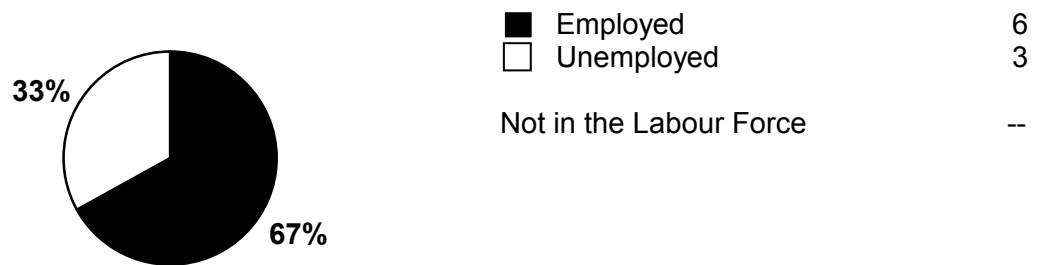 Employed 6
Unemployed 3
33%
Not in the Labour Force --
67%